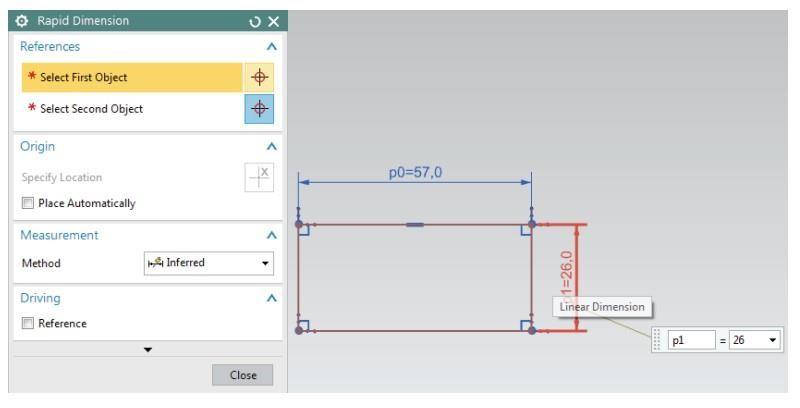 Rapid Dimension
References
* Select First Object
* Select Second Object
Origin
Specify Location
X
Place Automatically
Measurement
Method
Inferred
Driving
Reference
Close
p0=57,0
p1=26,0
Linear Dimension
p1 = 26